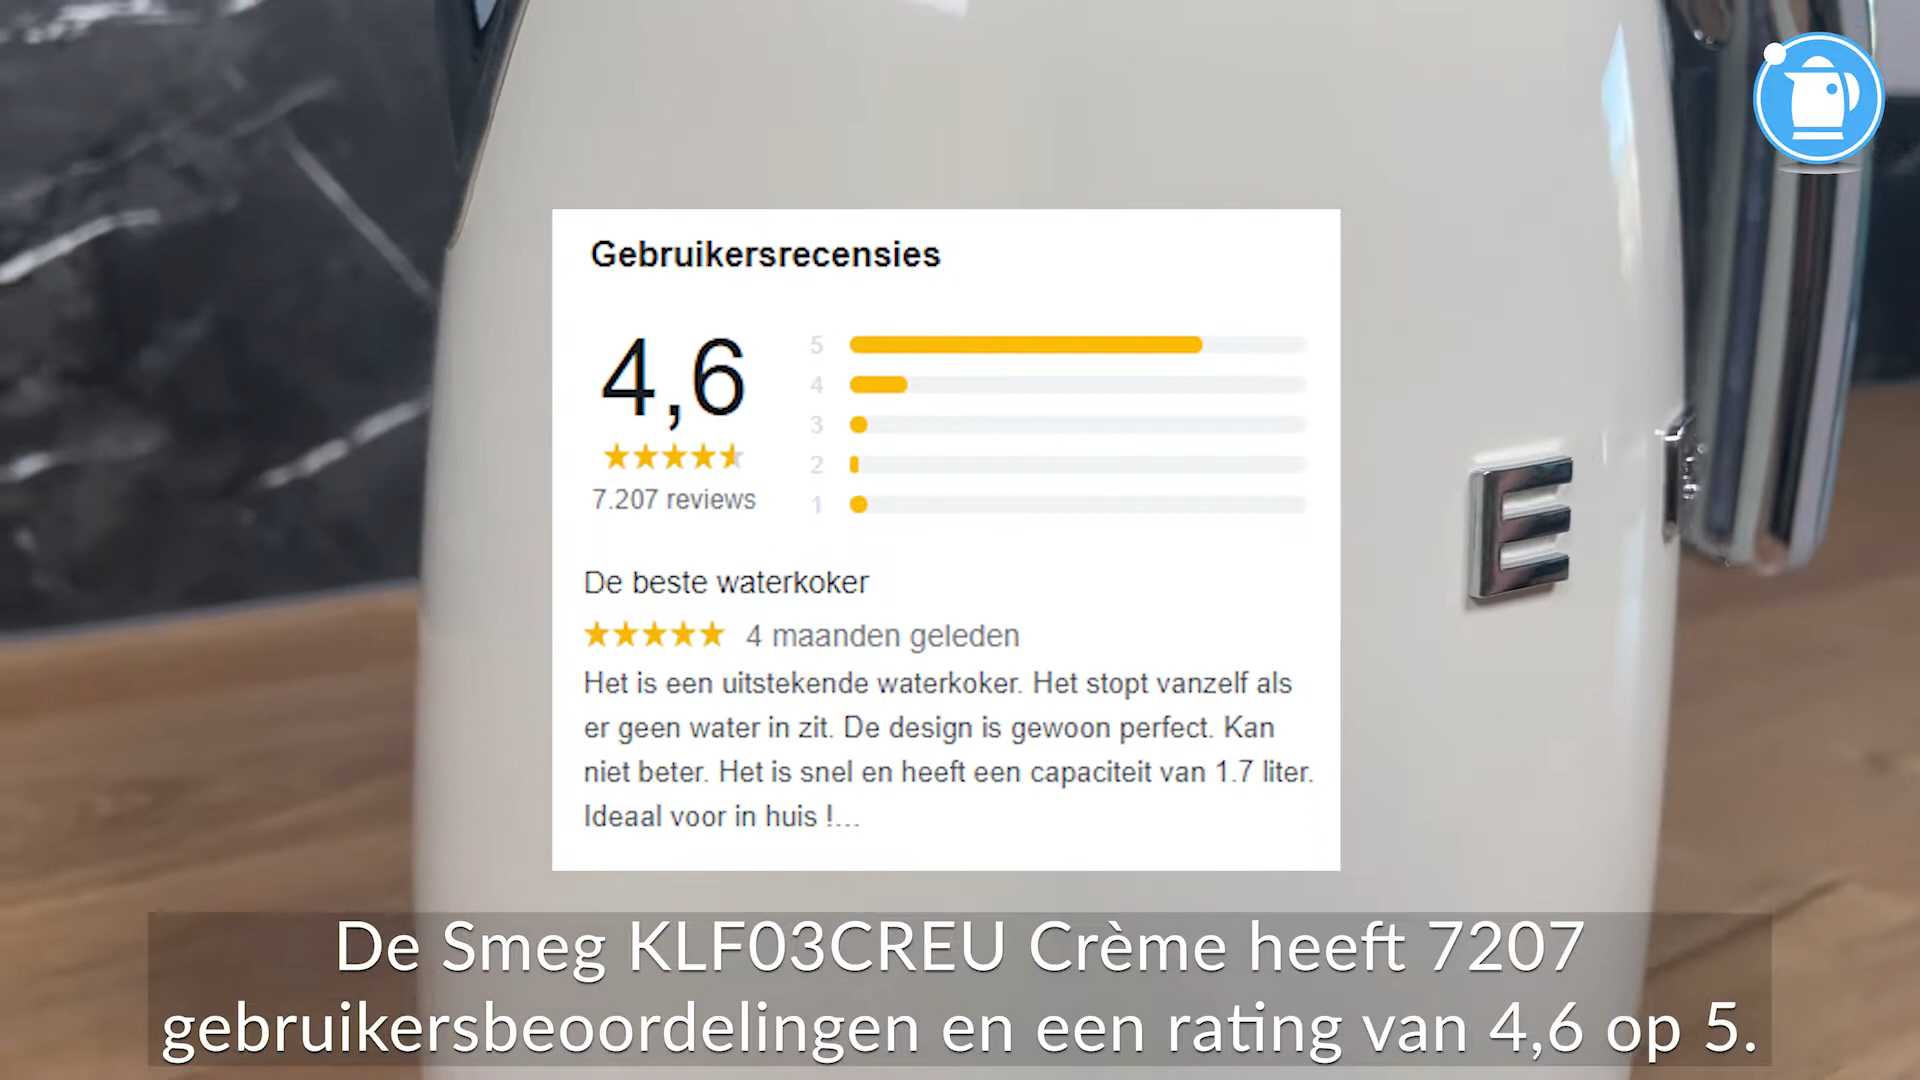 Gebruikersrecensies
4,6
7.207 reviews
5
4
3
2
1
De beste waterkoker
4 maanden geleden
Het is een uitstekende waterkoker. Het stopt vanzelf als
er geen water in zit. De design is gewoon perfect. Kan
niet beter. Het is snel en heeft een capaciteit van 1.7 liter.
Ideaal voor in huis !...
E
De Smeg KLF03CREU Crème heeft 7207
gebruikersbeoordelingen en een rating van 4,6 op 5.